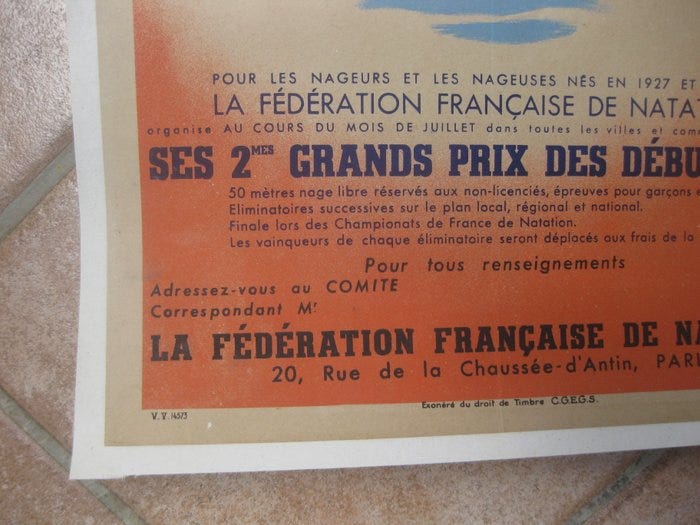 POUR LES NAGEURS ET LES NAGEUSES NÉS EN 1927 ET
LA FÉDÉRATION FRANÇAISE DE NATA
organise AU COURS DU MOIS DE JUILLET dans toutes les villes et com
SES 2MES GRANDS PRIX DES DÉBU
50 mètres nage libre réservés aux non-licenciés, épreuves pour garçons
Eliminatoires successives sur le plan local, régional et national.
Finale lors des Championats de France de Natation.
Les vainqueurs de chaque éliminatoire seront déplacés aux frais de la
Pour tous renseignements
Adressez-vous au COMITE
Correspondant Mr
LA FÉDÉRATION FRANÇAISE DE NA
20, Rue de la Chaussée-d'Antin, PAR
Exonéré du droit de Timbre C.G.E.G.S.
V. P. 14573